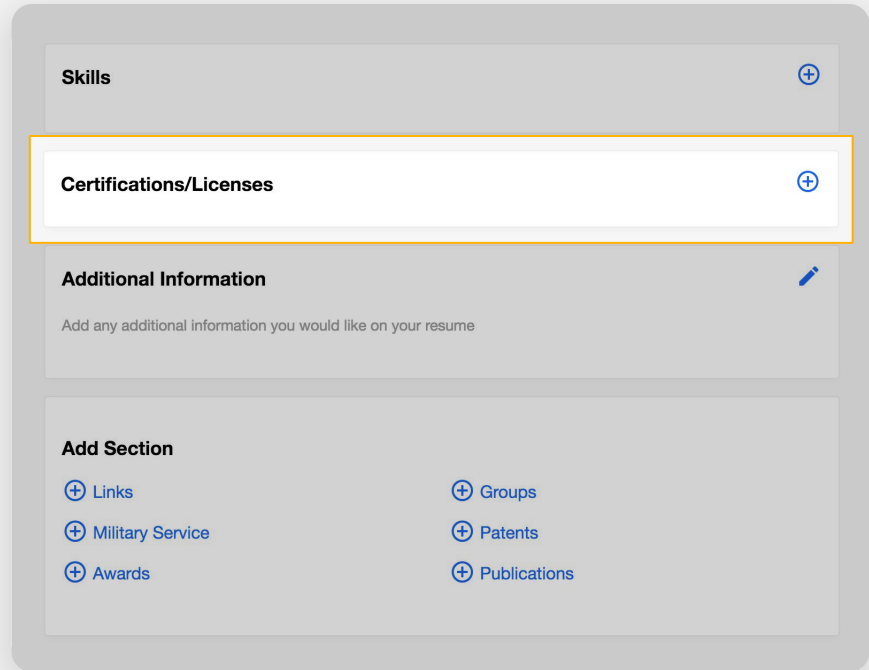 Skills
Certifications/Licenses
Additional Information
Add any additional information you would like on your resume
Add Section
Links
Groups
Military Service
Patents
Awards
Publications